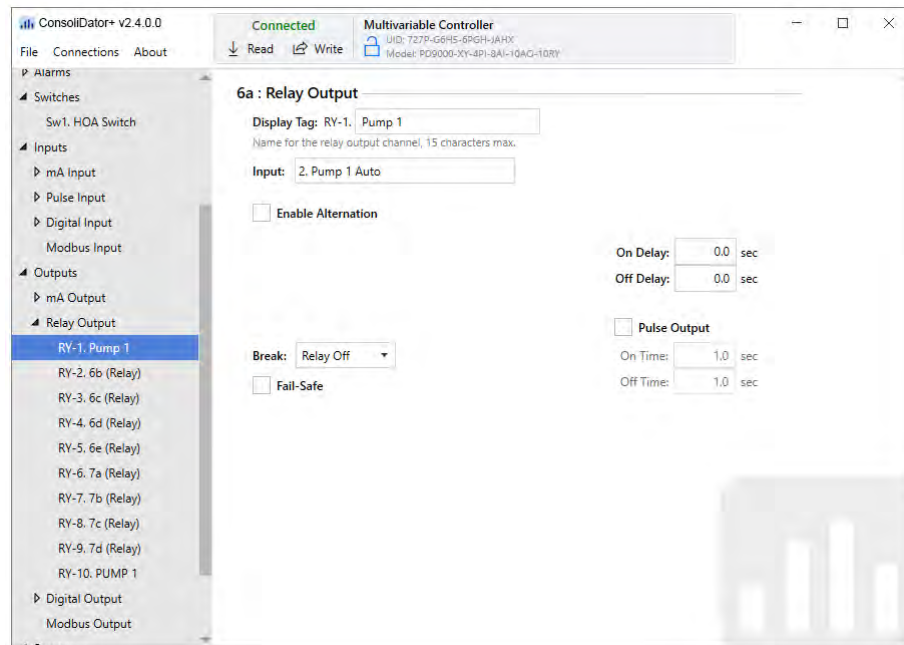 ConsoliDator+ v2.4.0.0
File Connections About
Connected
Read Write
Multivariable Controller
UID: 727P-G6H5-6PGH-JAHX
Model: PD9000-XY-4PI-8AI-10AO-10RY
Alarms
Switches
Sw1. HOA Switch
Inputs
mA Input
Pulse Input
Digital Input
Modbus Input
Outputs
mA Output
Relay Output
RY-1. Pump 1
RY-2. 6b (Relay)
RY-3. 6c (Relay)
RY-4. 6d (Relay)
RY-5. 6e (Relay)
RY-6. 7a (Relay)
RY-7. 7b (Relay)
RY-8. 7c (Relay)
RY-9. 7d (Relay)
RY-10. PUMP 1
Digital Output
Modbus Output
6a : Relay Output
Display Tag: RY-1. Pump 1
Name for the relay output channel, 15 characters max.
Input: 2. Pump 1 Auto
Enable Alternation
On Delay: 0.0 sec
Off Delay: 0.0 sec
Pulse Output
Break: Relay Off
On Time: 1.0 sec
Fail-Safe
Off Time: 1.0 sec